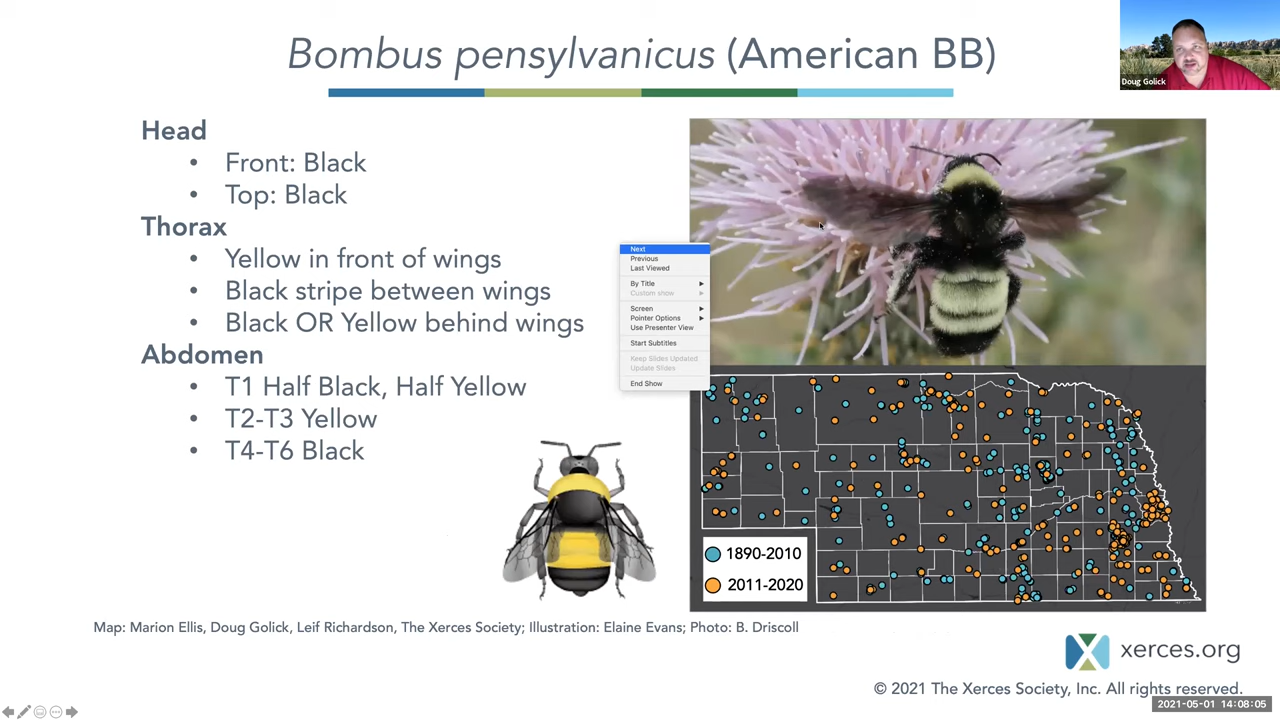 Bombus pensylvanicus (American BB)
Doug Golick
Head
• Front: Black
• Top: Black
Thorax
• Yellow in front of wings
• Black stripe between wings
• Black OR Yellow behind wings
Abdomen
• T1 Half Black, Half Yellow
• T2-T3 Yellow
• T4-T6 Black
Next
Previous
Last Viewed
By Title
Custom show
Screen
Pointer Options
Use Presenter View
Start Subtitles
Keep Slides Updated
Update Slides
End Show
1890-2010
2011-2020
Map: Marion Ellis, Doug Golick, Leif Richardson, The Xerces Society; Illustration: Elaine Evans; Photo: B. Driscoll
xerces.org
© 2021 The Xerces Society, Inc. All rights reserved.
2021-05-01 14:08:05